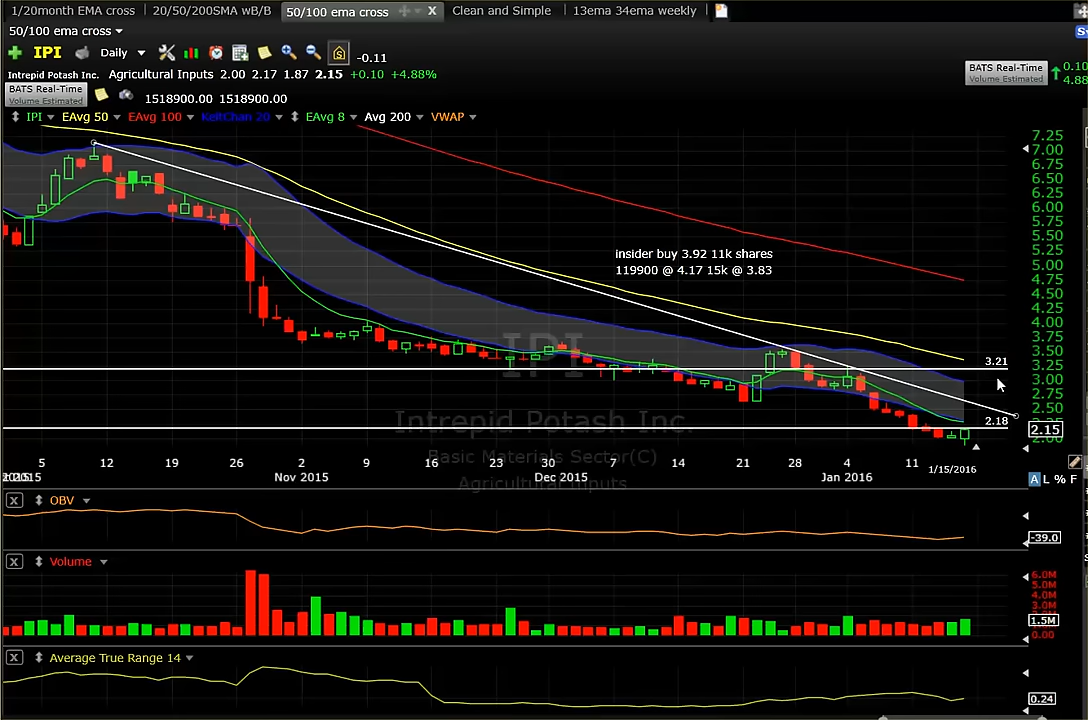 1/20month EMA cross 20/50/200SMA wB/B 50/100 ema cross X Clean and Simple 13ema 34ema weekly
50/100 ema cross
IPI Daily -0.11
Intrepid Potash Inc. Agricultural Inputs 2.00 2.17 1.87 2.15 +0.10 +4.88%
BATS Real-Time
Volume Estimated
1518900.00 1518900.00
BATS Real-Time
Volume Estimated
0.10
4.88
IPI EAvg 50 EAvg 100 KeltChan 20 EAvg 8 Avg 200 VWAP
7.25
7.00
6.75
6.50
6.25
6.00
5.75
5.50
5.25
5.00
4.75
4.50
4.25
4.00
3.75
3.50
3.25
3.00
2.75
2.50
2.15
insider buy 3.92 11k shares
119900 @ 4.17 15k @ 3.83
3.21
2.18
IPI
Intrepid Potash Inc.
Basic Materials Sector(C)
Agricultural Inputs
5 12 19 26 2 9 16 23 30 7 14 21 28 4 11 1/15/2016
Nov 2015 Dec 2015 Jan 2016
A L % F
X OBV
-39.0
X Volume
6.0M
5.0M
4.0M
3.0M
1.5M
0.00
X Average True Range 14
0.24